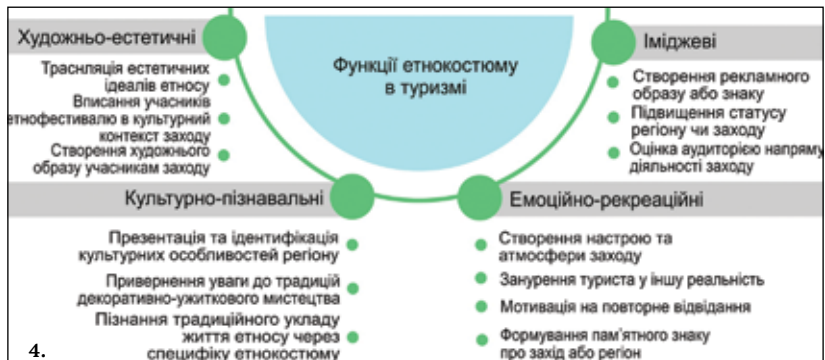 Функції етнокостюму
в туризмі
Художньо-естетичні
Траснляція естетичних
ідеалів етносу
Вписання учасників
етнофестивалю в культурний
контекст заходу
Створення художнього
образу учасникам заходу
Іміджеві
Створення рекламного
образу або знаку
Підвищення статусу
регіону чи заходу
Оцінка аудиторією напряму
діяльності заходу
Культурно-пізнавальні
Презентація та ідентифікація
культурних особливостей регіону
Привернення уваги до традицій
декоративно-ужиткового мистецтва
Пізнання традиційного укладу
життя етносу через
специфіку етнокостюму
Емоційно-рекреаційні
Створення настрою та
атмосфери заходу
Занурення туриста у іншу реальність
Мотивація на повторне відвідання
Формування пам'ятного знаку
про захід або регіон
4.